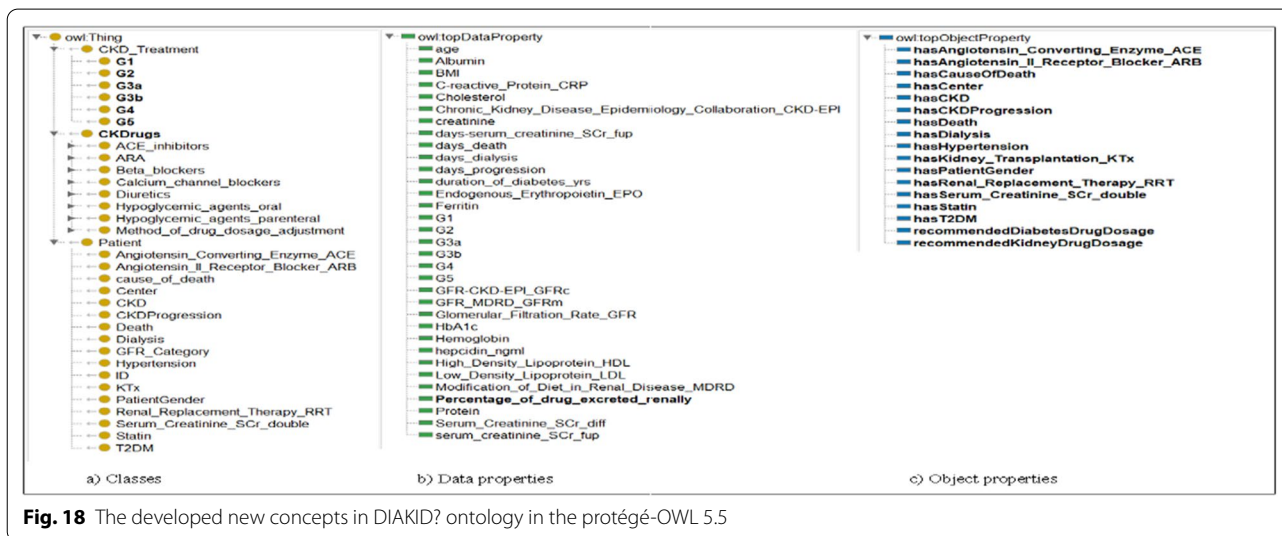 owl:Thing
CKD_Treatment
G1
G2
G3a
G3b
G4
G5
CKDrugs
ACE_inhibitors
ARA
Beta_blockers
Calcium_channel_blockers
Diuretics
Hypoglycemic_agents_oral
Hypoglycemic_agents_parenteral
Method_of_drug_dosage_adjustment
Patient
Angiotensin_Converting_Enzyme_ACE
Angiotensin_II_Receptor_Blocker_ARB
cause_of_death
Center
CKD
CKDProgression
Death
Dialysis
GFR_Category
Hypertension
ID
KTx
PatientGender
Renal_Replacement_Therapy_RRT
Serum_Creatinine_SCr_double
Statin
T2DM
a) Classes
owl:topDataProperty
age
Albumin
BMI
C-reactive_Protein_CRP
Cholesterol
Chronic_Kidney_Disease_Epidemiology_Collaboration_CKD-EPI
creatinine
days-serum_creatinine_SCr_fup
days_death
days_dialysis
days_progression
duration_of_diabetes_yrs
Endogenous_Erythropoietin_EPO
Ferritin
G1
G2
G3a
G3b
G4
G5
GFR-CKD-EPI_GFRc
GFR_MDRD_GFRm
Glomerular_Filtration_Rate_GFR
HbA1c
Hemoglobin
hepcidin_ngml
High_Density_Lipoprotein_HDL
Low_Density_Lipoprotein_LDL
Modification_of_Diet_in_Renal_Disease_MDRD
Percentage_of_drug_excreted_renally
Protein
Serum_Creatinine_SCr_diff
serum_creatinine_SCr_fup
b) Data properties
owl:topObjectProperty
hasAngiotensin_Converting_Enzyme_ACE
hasAngiotensin_II_Receptor_Blocker_ARB
hasCauseOfDeath
hasCenter
hasCKD
hasCKDProgression
hasDeath
hasDialysis
hasHypertension
hasKidney_Transplantation_KTx
hasPatientGender
hasRenal_Replacement_Therapy_RRT
hasSerum_Creatinine_SCr_double
hasStatin
hasT2DM
recommendedDiabetesDrugDosage
recommendedKidneyDrugDosage
c) Object properties
Fig. 18 The developed new concepts in DIAKID? ontology in the protégé-OWL 5.5